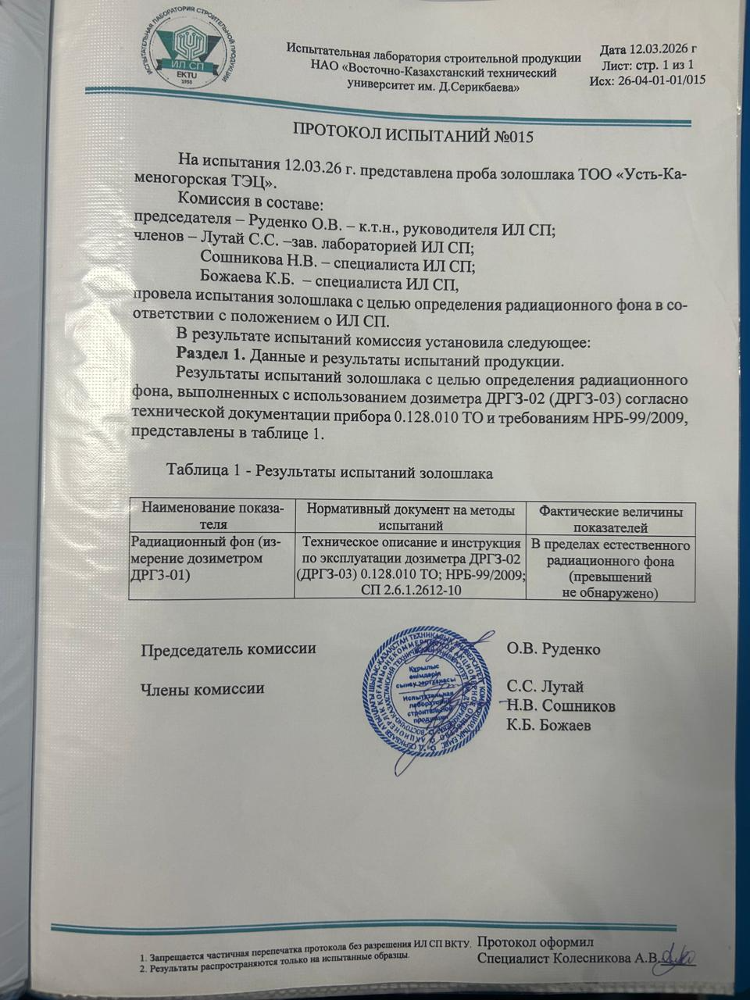 ИСПЫТАТЕЛЬНАЯ ЛАБОРАТОРИЯ СТРОИТЕЛЬНОЙ ПРОДУКЦИИ
ИЛ СП
EKTU
1958
Испытательная лаборатория строительной продукции
НАО «Восточно-Казахстанский технический
университет им. Д.Серикбаева»
Дата 12.03.2026 г
Лист: стр. 1 из 1
Исх: 26-04-01-01/015
ПРОТОКОЛ ИСПЫТАНИЙ №015
На испытания 12.03.26 г. представлена проба золошлака ТОО «Усть-Ка-
меногорская ТЭЦ».
Комиссия в составе:
председателя – Руденко О.В. – к.т.н., руководителя ИЛ СП;
членов – Лутай С.С. –зав. лабораторией ИЛ СП;
Сошникова Н.В. – специалиста ИЛ СП;
Божаева К.Б. – специалиста ИЛ СП,
провела испытания золошлака с целью определения радиационного фона в со-
ответствии с положением о ИЛ СП.
В результате испытаний комиссия установила следующее:
Раздел 1. Данные и результаты испытаний продукции.
Результаты испытаний золошлака с целью определения радиационного
фона, выполненных с использованием дозиметра ДРГЗ-02 (ДРГЗ-03) согласно
технической документации прибора 0.128.010 ТО и требованиям НРБ-99/2009,
представлены в таблице 1.
Таблица 1 - Результаты испытаний золошлака
Наименование показа-
теля
Нормативный документ на методы
испытаний
Фактические величины
показателей
Радиационный фон (из-
мерение дозиметром
ДРГЗ-01)
Техническое описание и инструкция
по эксплуатации дозиметра ДРГЗ-02
(ДРГЗ-03) 0.128.010 ТО; НРБ-99/2009;
СП 2.6.1.2612-10
В пределах естественного
радиационного фона
(превышений
не обнаружено)
Председатель комиссии
О.В. Руденко
Члены комиссии
С.С. Лутай
Н.В. Сошников
К.Б. Божаев
Құрылыс
өнімдерін
сынау зертханасы
Испытательная
лаборатория
строительной
продукции
1. Запрещается частичная перепечатка протокола без разрешения ИЛ СП ВКТУ.
2. Результаты распространяются только на испытанные образцы.
Протокол оформил
Специалист Колесникова А.В.